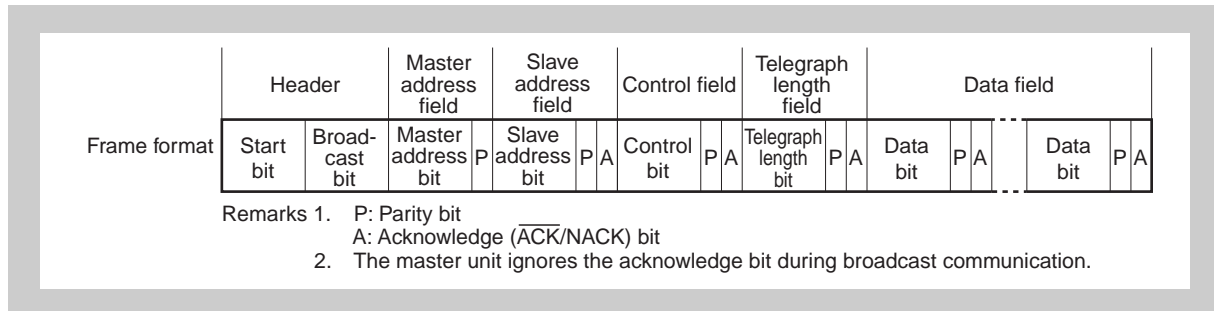 Header
Master
address
field
Slave
address
field
Control field
Telegraph
length
field
Data field
Frame format
Start
bit
Broad-
cast
bit
Master
address
bit
P
Slave
address
bit
P
A
Control
bit
P
A
Telegraph
length
bit
P
A
Data
bit
P
A
Data
bit
P
A
Remarks 1. P: Parity bit
A: Acknowledge (A̅C̅K̅/NACK) bit
2. The master unit ignores the acknowledge bit during broadcast communication.